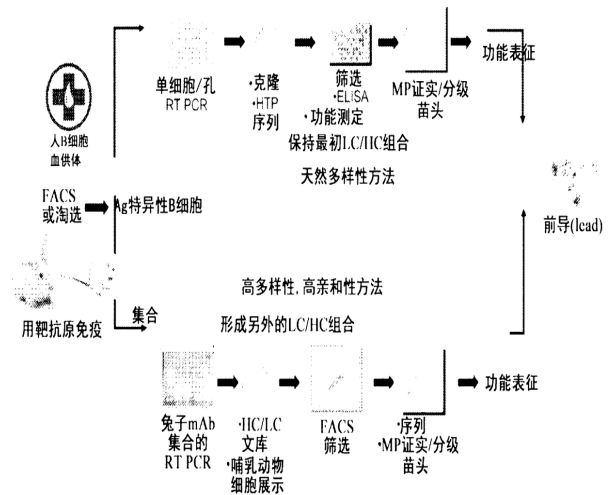 单细胞/孔
RT PCR
•克隆
•HTP
序列
筛选
•ELiSA
•功能测定
MP证实/分级
苗头
功能表征
保持最初LC/HC组合
天然多样性方法
人B细胞
血供体
FACS
或淘选
Ag特异性B细胞
用靶抗原免疫
前导(lcad)
高多样性,高亲和性方法
集合
形成另外的LC/HC组合
兔子mAb
集合的
RT PCR
•HC/LC
文库
•哺乳动物
细胞展示
FACS
筛选
•序列
•MP证实/分级
苗头
功能表征